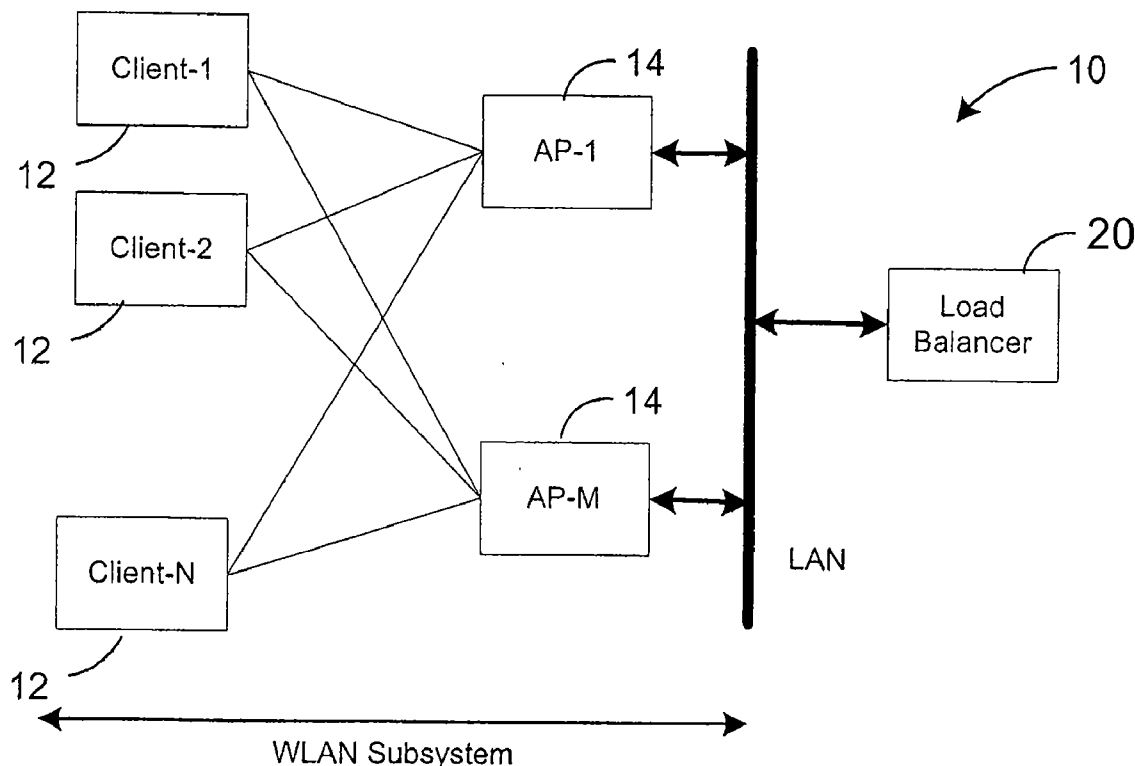 Client-1
14
10
AP-1
12
Client-2
20
Load
Balancer
12
14
AP-M
LAN
Client-N
12
WLAN Subsystem